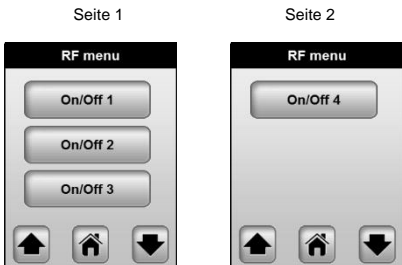 Seite 1
RF menu
On/Off 1
On/Off 2
On/Off 3
Seite 2
RF menu
On/Off 4